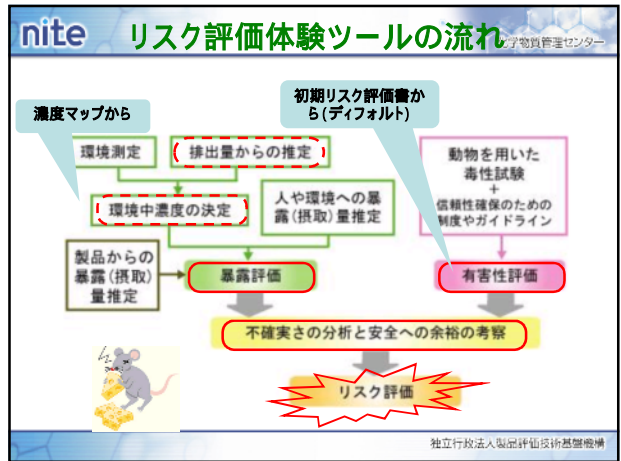 nite
リスク評価体験ツールの流れ
化学物質管理センター
濃度マップから
初期リスク評価書か
ら(ディフォルト)
環境測定
排出量からの推定
動物を用いた
毒性試験
+
信頼性確保のための
制度やガイドライン
環境中濃度の決定
人や環境への暴
露(摂取)量推定
製品からの
暴露(摂取)
量推定
暴露評価
有害性評価
不確実さの分析と安全への余裕の考察
リスク評価
独立行政法人製品評価技術基盤機構